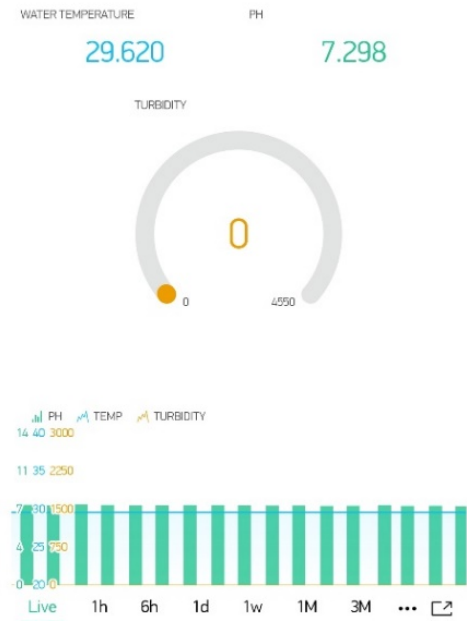 WATER TEMPERATURE PH
29.620 7.298
TURBIDITY
0
0 4550
PH TEMP TURBIDITY
14 40 3000
11 35 2250
7 30 1500
4 25 750
0 20 0
Live 1h 6h 1d 1w 1M 3M